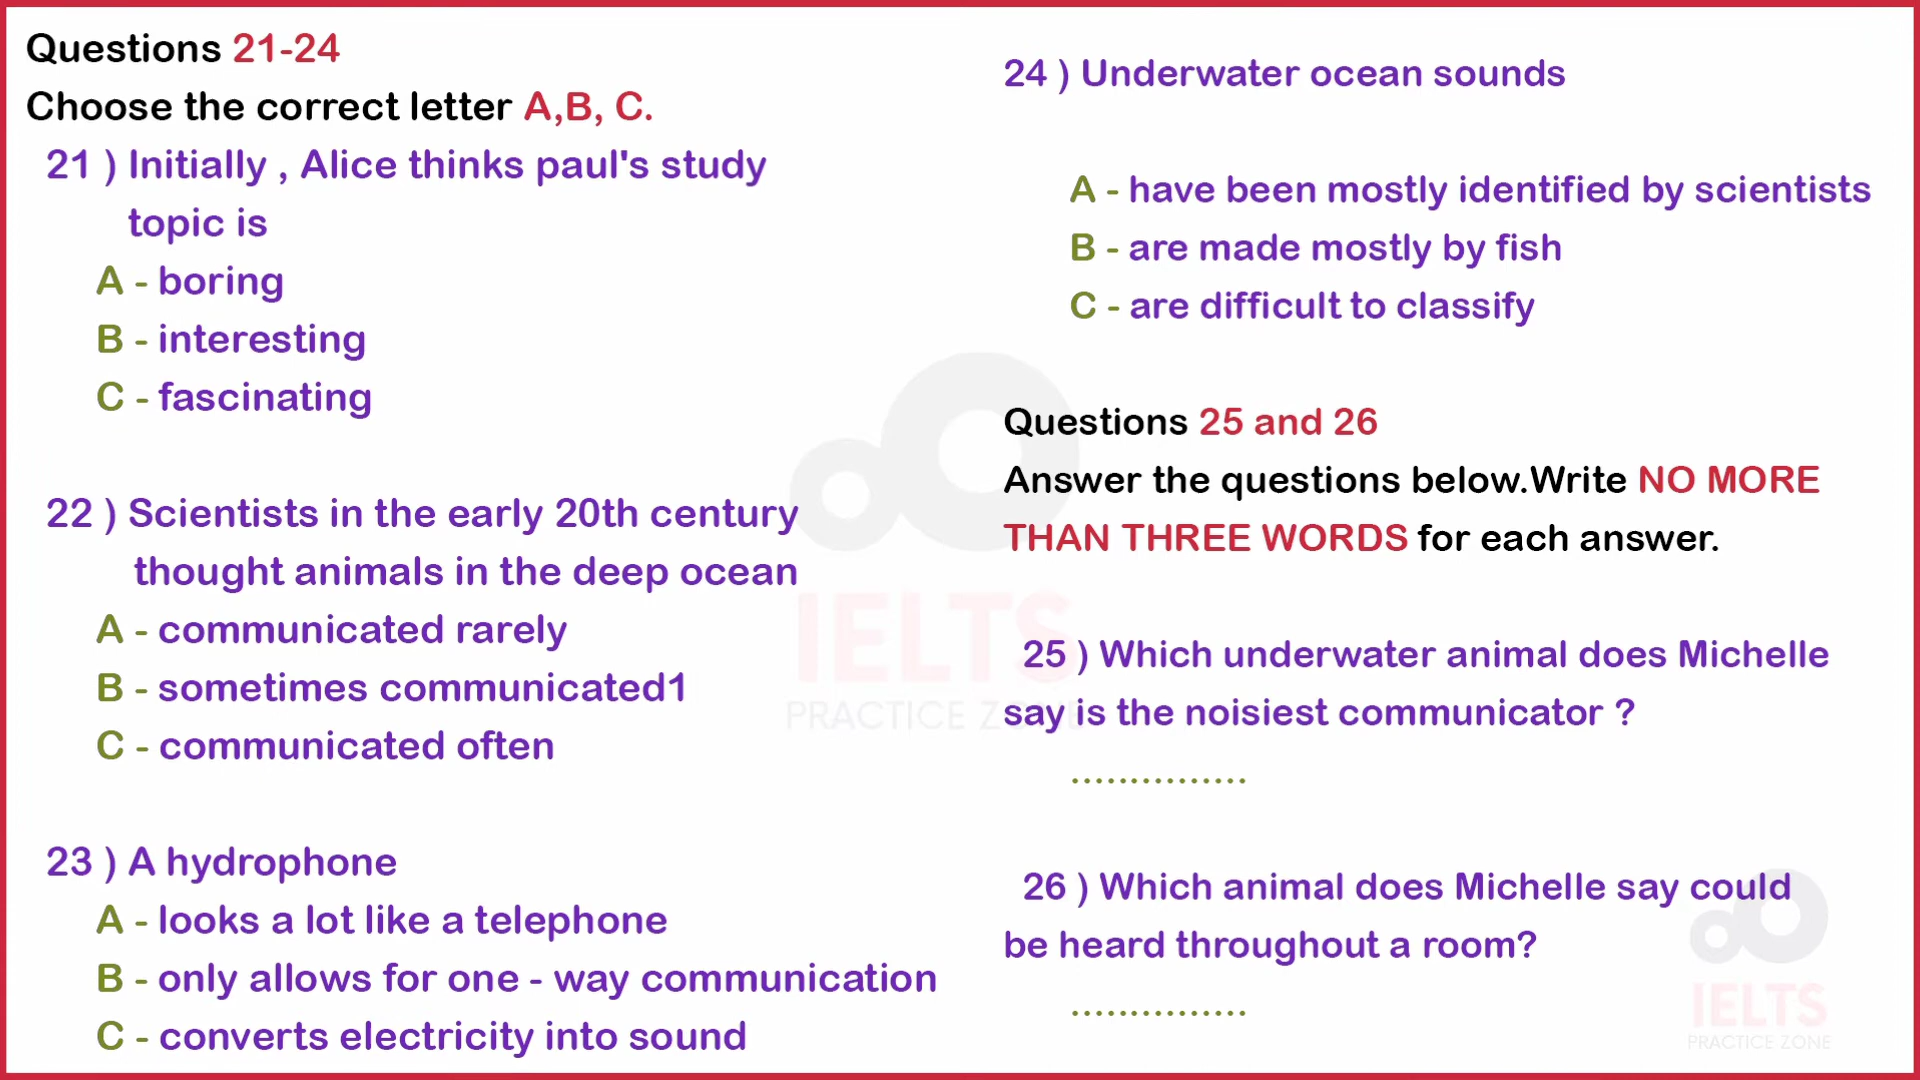 Questions 21-24
Choose the correct letter A,B, C.
21 ) Initially , Alice thinks paul's study
topic is
A - boring
B - interesting
C - fascinating
22 ) Scientists in the early 20th century
thought animals in the deep ocean
A - communicated rarely
B - sometimes communicated1
C - communicated often
23 ) A hydrophone
A - looks a lot like a telephone
B - only allows for one - way communication
C - converts electricity into sound
24 ) Underwater ocean sounds
A - have been mostly identified by scientists
B - are made mostly by fish
C - are difficult to classify
Questions 25 and 26
Answer the questions below.Write NO MORE
THAN THREE WORDS for each answer.
25 ) Which underwater animal does Michelle
say is the noisiest communicator ?
...............
26 ) Which animal does Michelle say could
be heard throughout a room?
...............
IELTS
PRACTICE ZONE
IELTS
PRACTICE ZONE